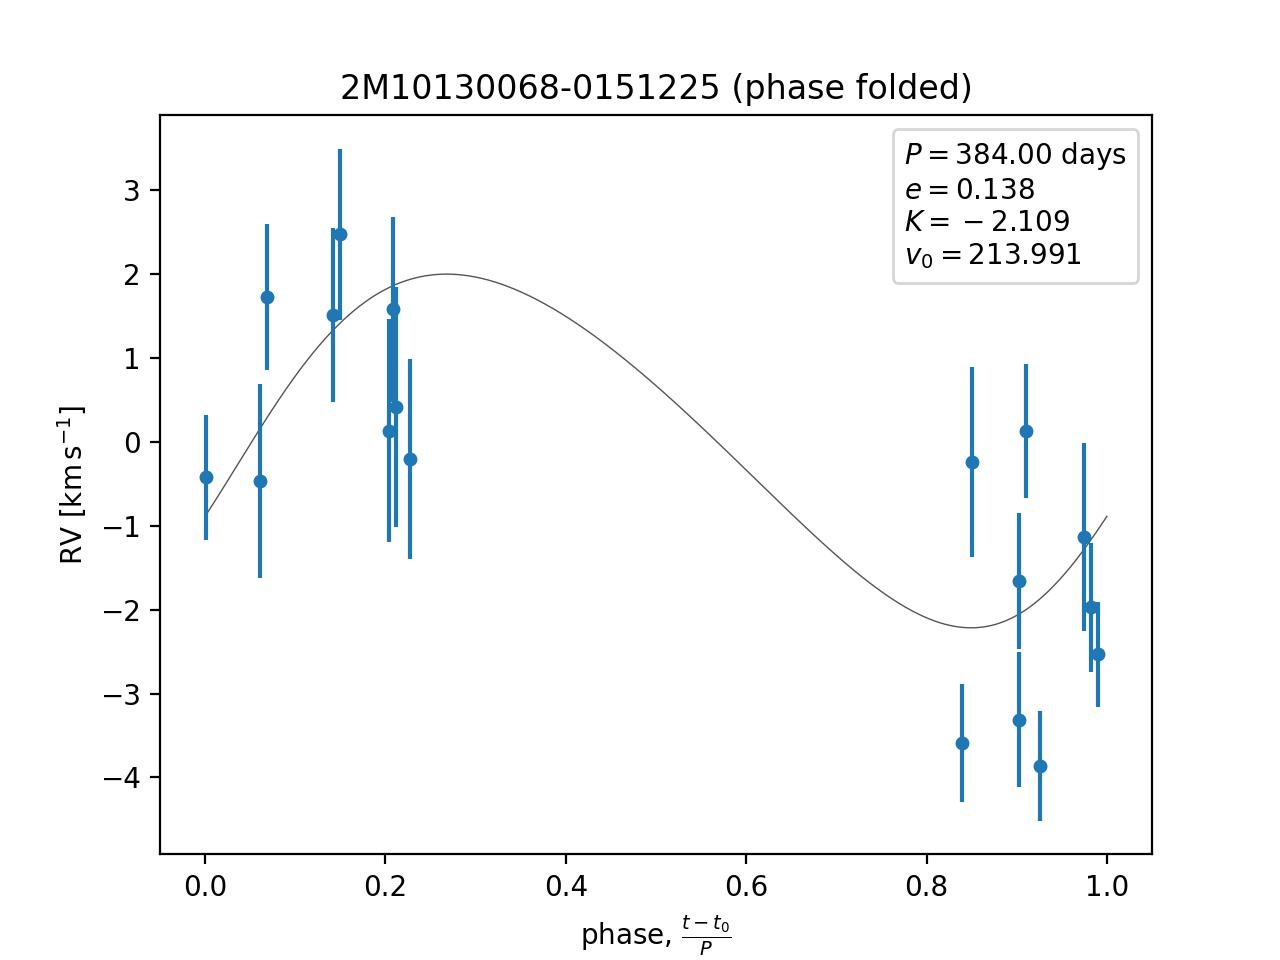 2M10130068-0151225 (phase folded)
P = 384.00 days
e = 0.138
K = −2.109
v₀ = 213.991
RV [km s⁻¹]
3
2
1
0
−1
−2
−3
−4
0.0 0.2 0.4 0.6 0.8 1.0
phase, (t − t₀)/P